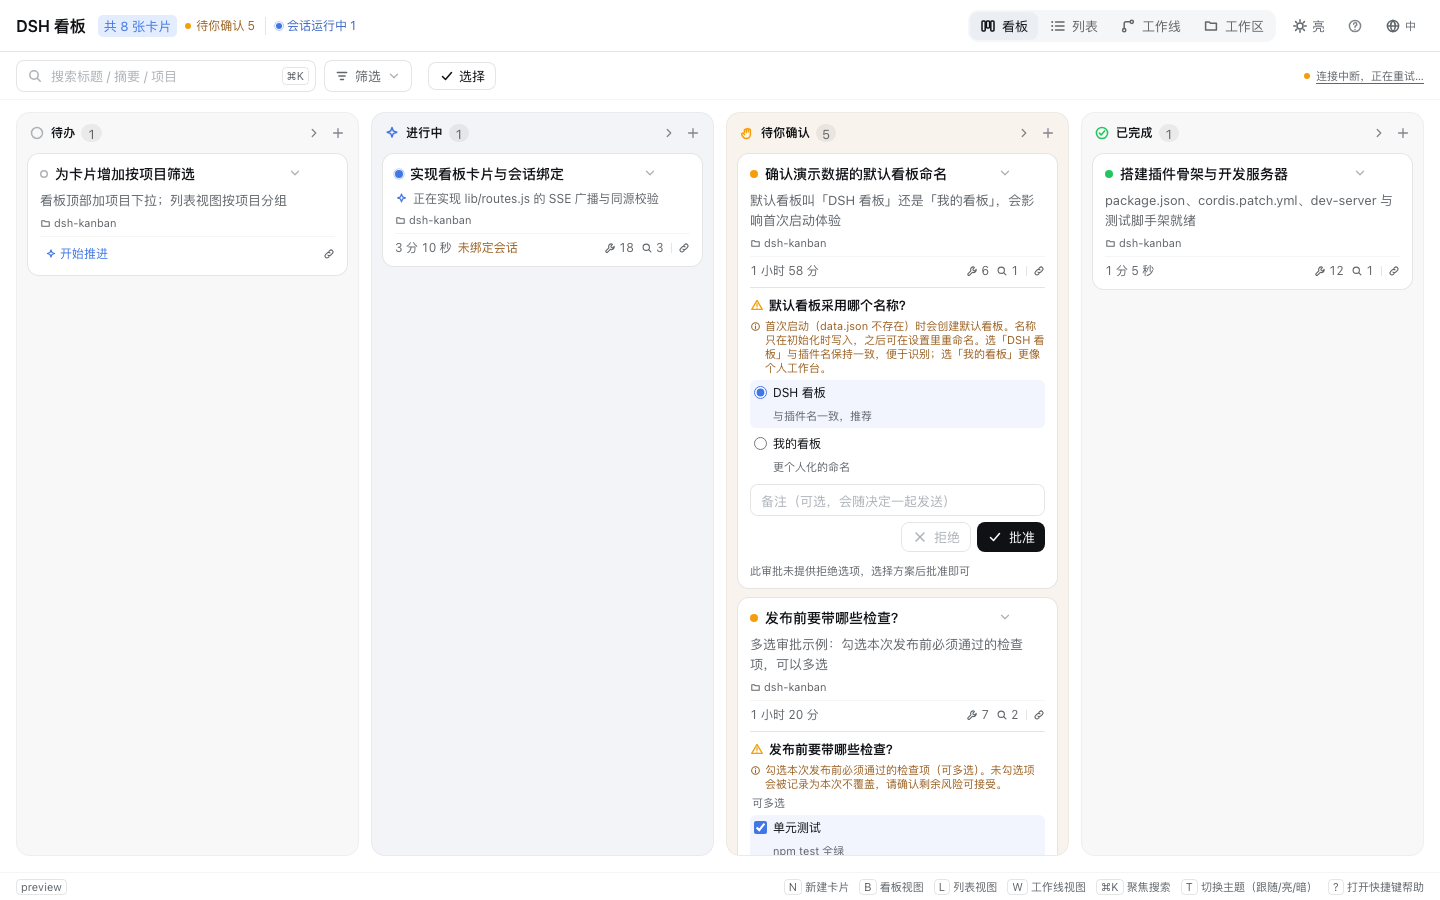 DSH 看板
共 8 张卡片
待你确认 5
会话运行中 1
看板
列表
工作线
工作区
亮
中
搜索标题 / 摘要 / 项目
⌘K
筛选
选择
连接中断，正在重试...
待办 1
为卡片增加按项目筛选
看板顶部加项目下拉；列表视图按项目分组
dsh-kanban
开始推进
进行中 1
实现看板卡片与会话绑定
正在实现 lib/routes.js 的 SSE 广播与同源校验
dsh-kanban
3 分 10 秒 未绑定会话 18 3
待你确认 5
确认演示数据的默认看板命名
默认看板叫「DSH 看板」还是「我的看板」，会影
响首次启动体验
dsh-kanban
1 小时 58 分 6 1
默认看板采用哪个名称?
首次启动（data.json 不存在）时会创建默认看板。名称
只在初始化时写入，之后可在设置里重命名。选「DSH 看
板」与插件名保持一致，便于识别；选「我的看板」更像
个人工作台。
DSH 看板
与插件名一致，推荐
我的看板
更个人化的命名
备注（可选，会随决定一起发送）
拒绝
批准
此审批未提供拒绝选项，选择方案后批准即可
发布前要带哪些检查?
多选审批示例：勾选本次发布前必须通过的检查
项，可以多选
dsh-kanban
1 小时 20 分 7 2
发布前要带哪些检查?
勾选本次发布前必须通过的检查项（可多选）。未勾选项
会被记录为本次不覆盖，请确认剩余风险可接受。
可多选
单元测试
npm test 全绿
已完成 1
搭建插件骨架与开发服务器
package.json、cordis.patch.yml、dev-server 与
测试脚手架就绪
dsh-kanban
1 分 5 秒 12 1
preview
N 新建卡片
B 看板视图
L 列表视图
W 工作线视图
⌘K 聚焦搜索
T 切换主题（跟随/亮/暗）
? 打开快捷键帮助